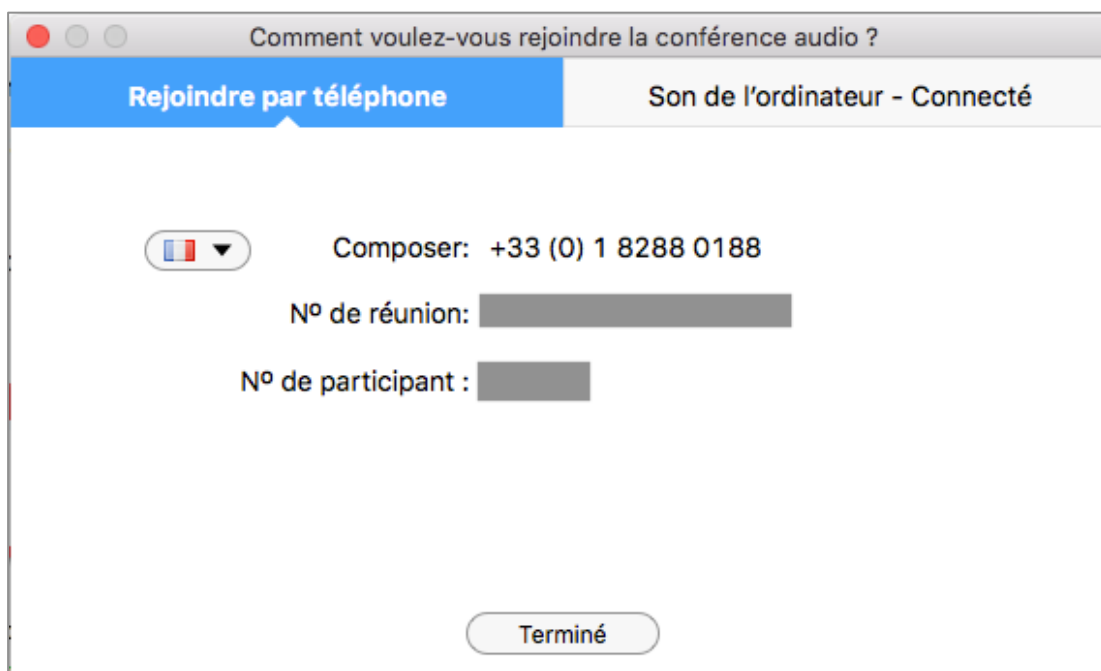 Comment voulez-vous rejoindre la conférence audio ?
Rejoindre par téléphone
Son de l'ordinateur - Connecté
Composer: +33 (0) 1 8288 0188
Nº de réunion:
Nº de participant :
Terminé